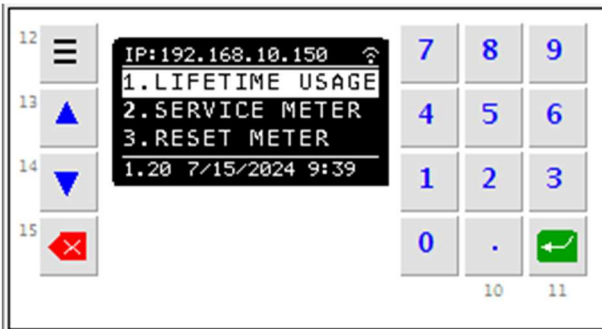 12
IP:192.168.10.150
7 8 9
1.LIFETIME USAGE
13
2.SERVICE METER
4 5 6
3.RESET METER
14
1.20 7/15/2024 9:39
1 2 3
15
0 .
10 11